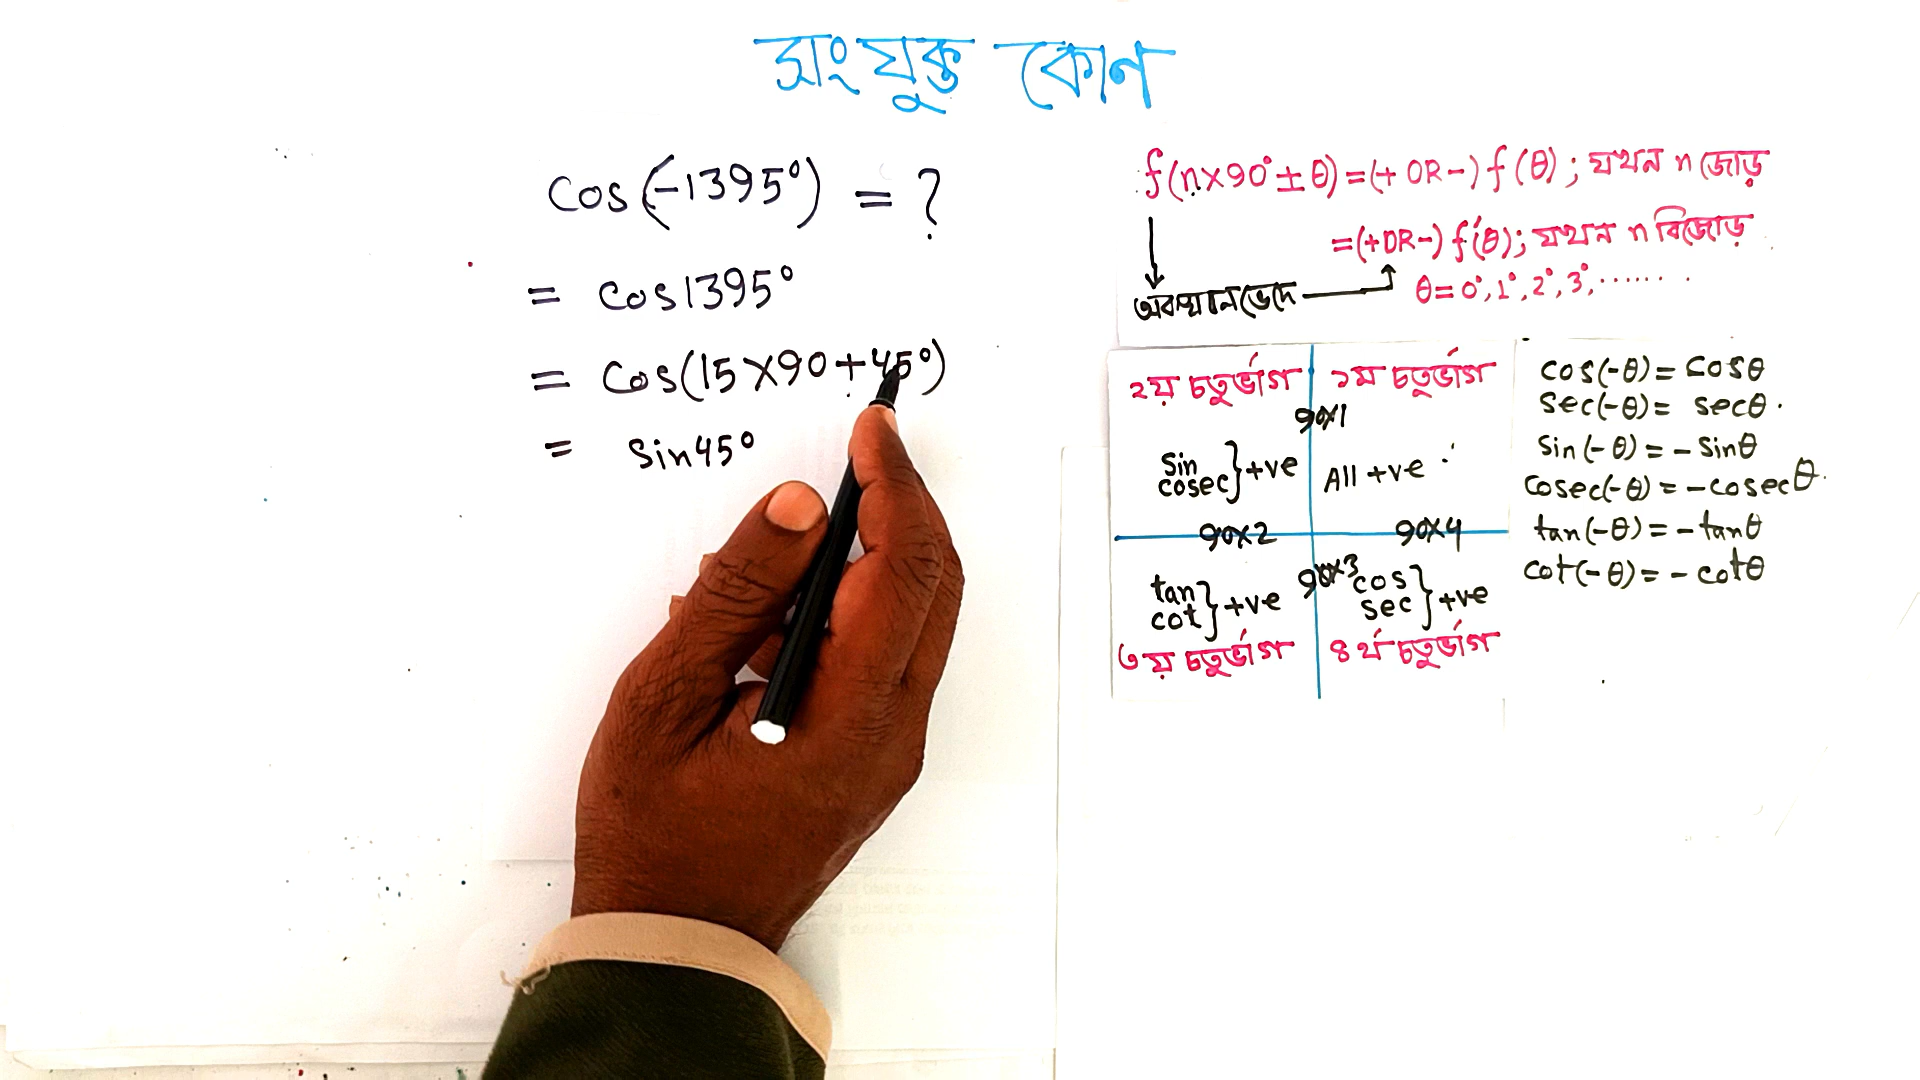 সংযুক্ত কোণ
Cos(-1395°) = ?
= cos1395°
= Cos(15×90+45°)
= Sin45°
f(n×90°±θ)=(+ OR -) f(θ); যখন n জোড়
=(+OR-) f'(θ); যখন n বিজোড়
অবস্থানভেদে
θ=0°,1°,2°,3°,.......
২য় চতুর্ভাগ
১ম চতুর্ভাগ
90×1
sin
cosec}+ve
All +ve
90×2
90×4
90×3
tan
cot}+ve
cos
sec}+ve
৩য় চতুর্ভাগ
৪র্থ চতুর্ভাগ
cos(-θ)= cosθ
sec(-θ)= secθ
sin(-θ)= - sinθ
cosec(-θ)= -cosecθ
tan(-θ)= -tanθ
cot(-θ)= - cotθ